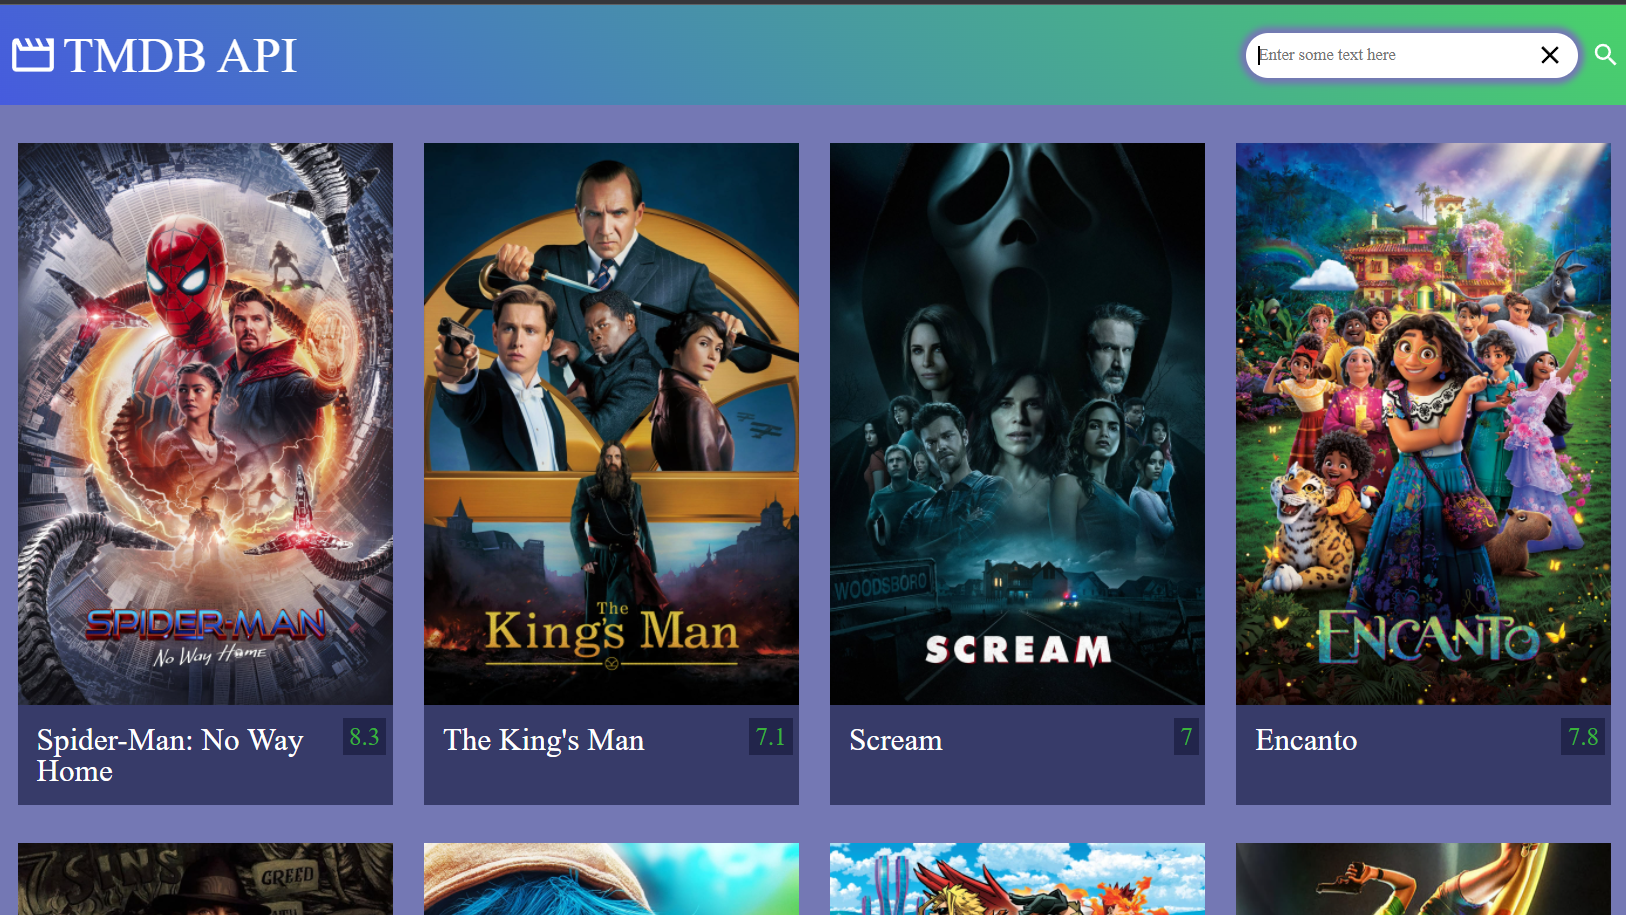 TMDB API
Enter some text here
SPIDER-MAN
No Way Home
The
King's Man
WOODSBORO
SCREAM
ENCANTO
Spider-Man: No Way
Home
8.3
The King's Man
7.1
Scream
7
Encanto
7.8
7 SINS
GREED